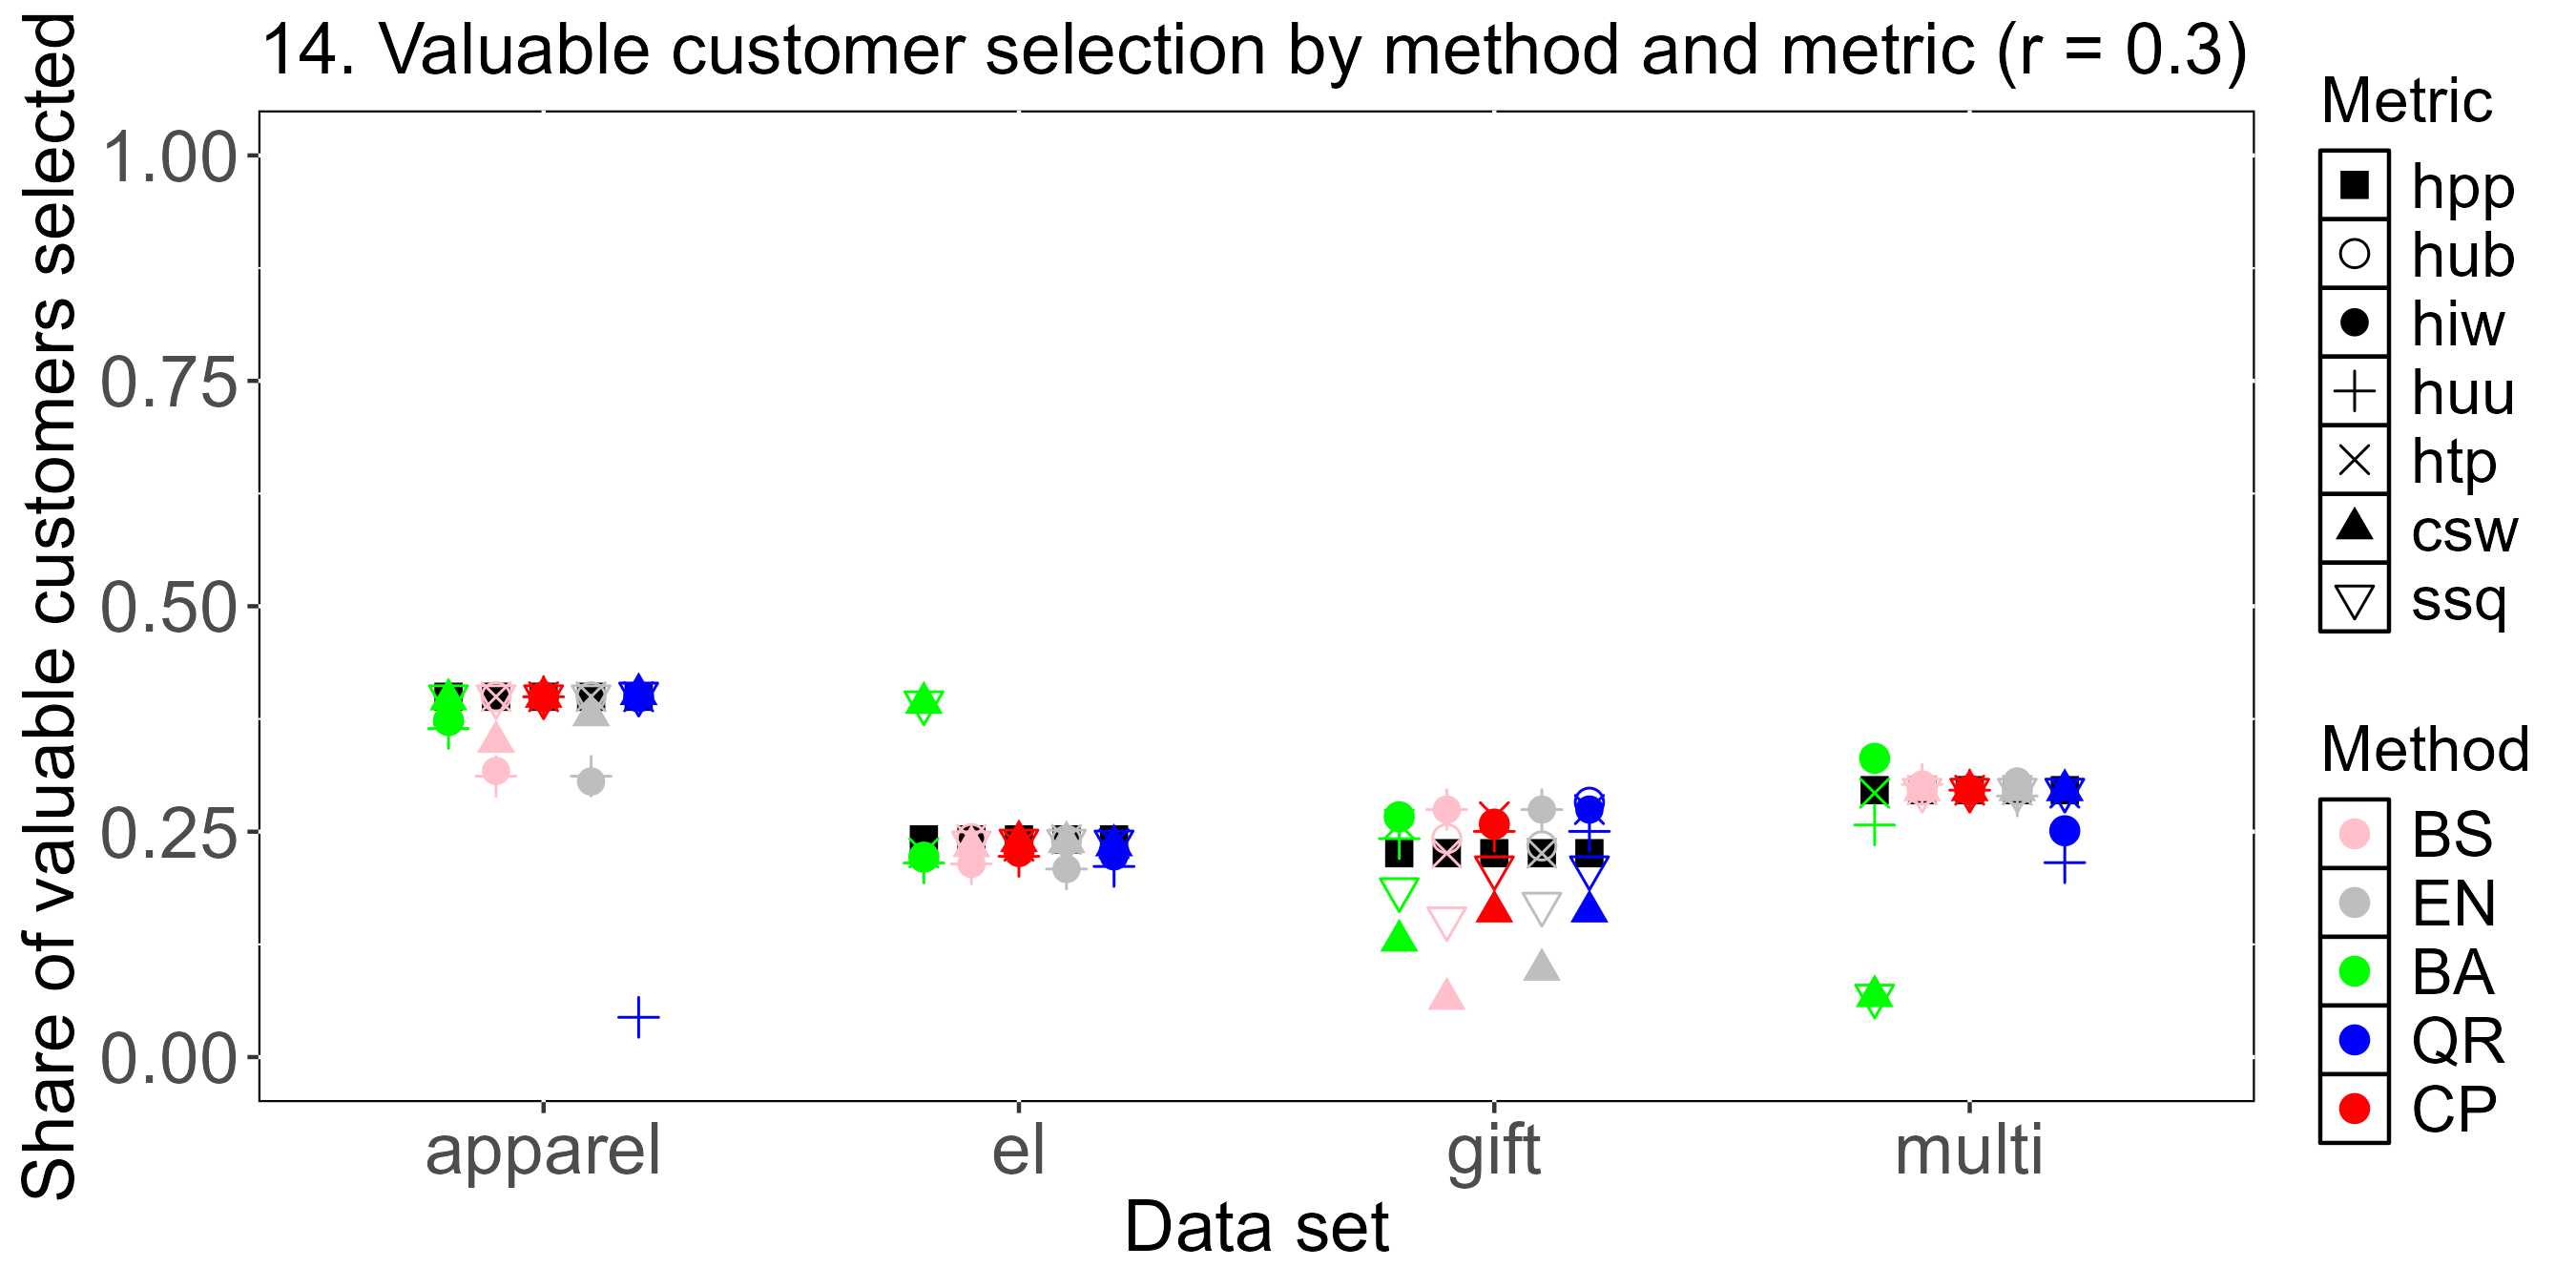 14. Valuable customer selection by method and metric (r = 0.3)
Share of valuable customers selected
1.00
0.75
0.50
0.25
0.00
apparel
el
gift
multi
Data set
Metric
hpp
hub
hiw
huu
htp
csw
ssq
Method
BS
EN
BA
QR
CP